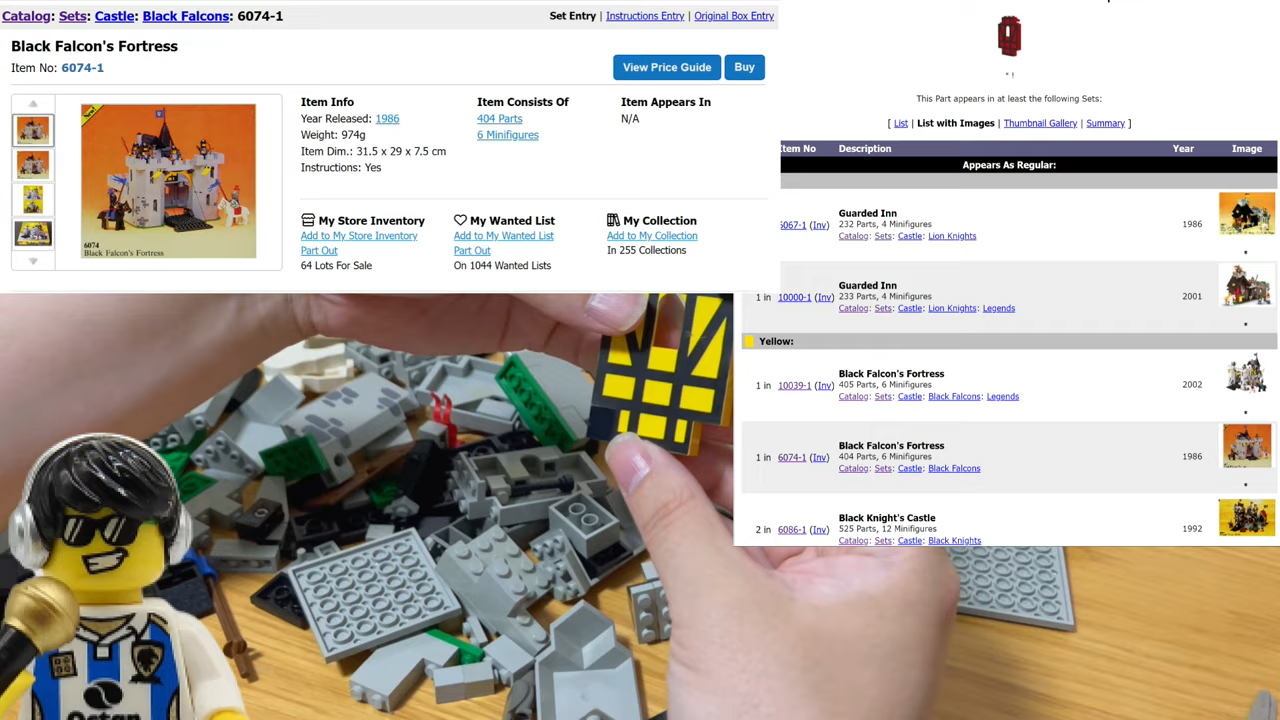 Catalog: Sets: Castle: Black Falcons: 6074-1
Set Entry | Instructions Entry | Original Box Entry
Black Falcon's Fortress
Item No: 6074-1
View Price Guide
Buy
6074
Black Falcon's Fortress
Item Info
Year Released: 1986
Weight: 974g
Item Dim.: 31.5 x 29 x 7.5 cm
Instructions: Yes
Item Consists Of
404 Parts
6 Minifigures
Item Appears In
N/A
My Store Inventory
Add to My Store Inventory
Part Out
64 Lots For Sale
My Wanted List
Add to My Wanted List
Part Out
On 1044 Wanted Lists
My Collection
Add to My Collection
In 255 Collections
* !
This Part appears in at least the following Sets:
[ List | List with Images | Thumbnail Gallery | Summary ]
Item No Description Year Image
Appears As Regular:
6067-1 (Inv) Guarded Inn 1986
232 Parts, 4 Minifigures
Catalog: Sets: Castle: Lion Knights
*
1 in 10000-1 (Inv) Guarded Inn 2001
233 Parts, 4 Minifigures
Catalog: Sets: Castle: Lion Knights: Legends
*
Yellow:
1 in 10039-1 (Inv) Black Falcon's Fortress 2002
405 Parts, 6 Minifigures
Catalog: Sets: Castle: Black Falcons: Legends
*
1 in 6074-1 (Inv) Black Falcon's Fortress 1986
404 Parts, 6 Minifigures
Catalog: Sets: Castle: Black Falcons
*
2 in 6086-1 (Inv) Black Knight's Castle 1992
525 Parts, 12 Minifigures
Catalog: Sets: Castle: Black Knights
Octan